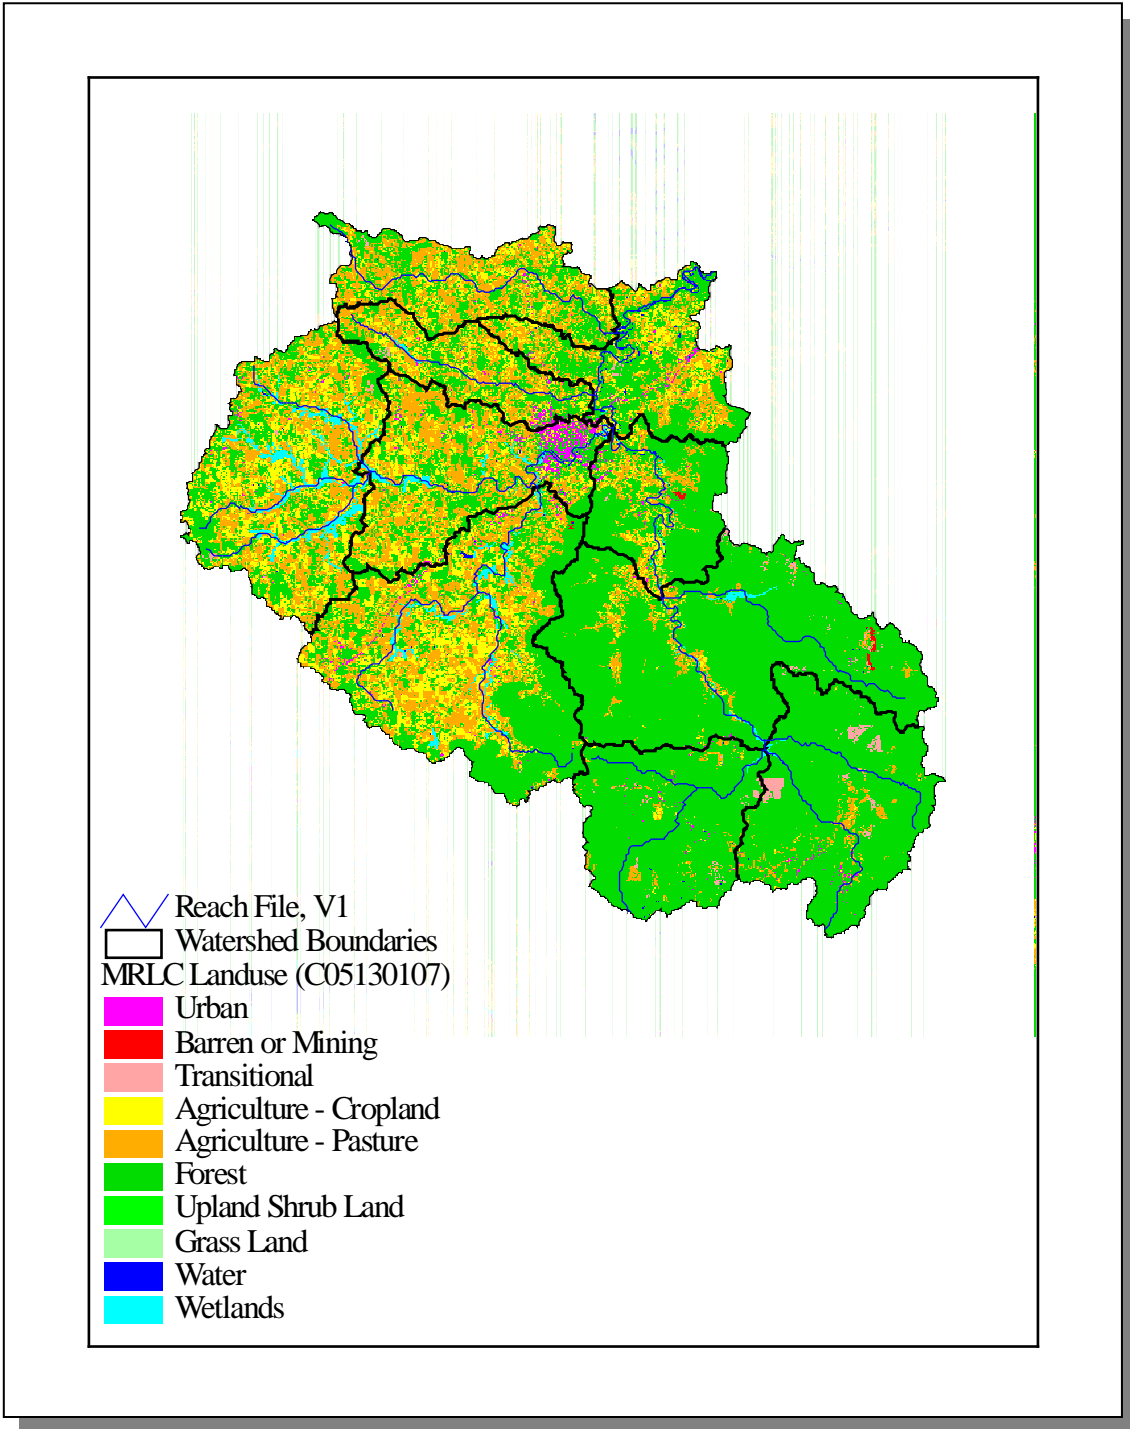 Reach File, V1
Watershed Boundaries
MRLC Landuse (C05130107)
Urban
Barren or Mining
Transitional
Agriculture - Cropland
Agriculture - Pasture
Forest
Upland Shrub Land
Grass Land
Water
Wetlands